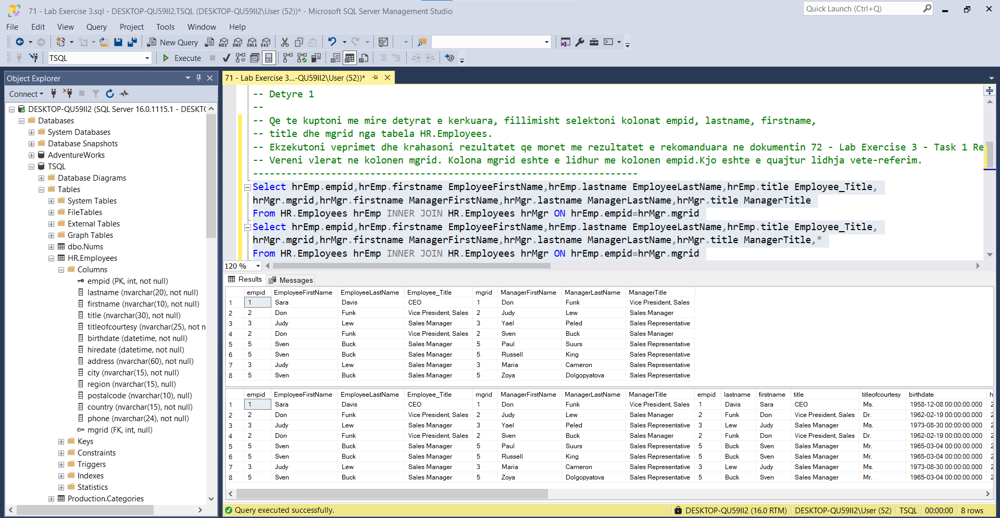 71 - Lab Exercise 3.sql - DESKTOP-QU59II2.TSQL (DESKTOP-QU59II2\User (52))* - Microsoft SQL Server Management Studio
Quick Launch (Ctrl+Q)
File Edit View Query Project Tools Window Help
New Query MDX DMX XMLA DAX
TSQL Execute
Object Explorer
Connect
DESKTOP-QU59II2 (SQL Server 16.0.1115.1 - DESKT
Databases
System Databases
Database Snapshots
AdventureWorks
TSQL
Database Diagrams
Tables
System Tables
FileTables
External Tables
Graph Tables
dbo.Nums
HR.Employees
Columns
empid (PK, int, not null)
lastname (nvarchar(20), not null)
firstname (nvarchar(10), not null)
title (nvarchar(30), not null)
titleofcourtesy (nvarchar(25), not n
birthdate (datetime, not null)
hiredate (datetime, not null)
address (nvarchar(60), not null)
city (nvarchar(15), not null)
region (nvarchar(15), null)
postalcode (nvarchar(10), null)
country (nvarchar(15), not null)
phone (nvarchar(24), not null)
mgrid (FK, int, null)
Keys
Constraints
Triggers
Indexes
Statistics
Production.Categories
71 - Lab Exercise 3...-QU59II2\User (52))*
-- Detyre 1
--
-- Qe te kuptoni me mire detyrat e kerkuara, fillimisht selektoni kolonat empid, lastname, firstname,
-- title dhe mgrid nga tabela HR.Employees.
-- Ekzekutoni veprimet dhe krahasoni rezultatet qe moret me rezultatet e rekomanduara ne dokumentin 72 - Lab Exercise 3 - Task 1 Re
-- Vereni vlerat ne kolonen mgrid. Kolona mgrid eshte e lidhur me kolonen empid.Kjo eshte e quajtur lidhja vete-referim.
---------------------------------------------------------------------
Select hrEmp.empid,hrEmp.firstname EmployeeFirstName,hrEmp.lastname EmployeeLastName,hrEmp.title Employee_Title,
hrMgr.mgrid,hrMgr.firstname ManagerFirstName,hrMgr.lastname ManagerLastName,hrMgr.title ManagerTitle
From HR.Employees hrEmp INNER JOIN HR.Employees hrMgr ON hrEmp.empid=hrMgr.mgrid
Select hrEmp.empid,hrEmp.firstname EmployeeFirstName,hrEmp.lastname EmployeeLastName,hrEmp.title Employee_Title,
hrMgr.mgrid,hrMgr.firstname ManagerFirstName,hrMgr.lastname ManagerLastName,hrMgr.title ManagerTitle,*
From HR.Employees hrEmp INNER JOIN HR.Employees hrMgr ON hrEmp.empid=hrMgr.mgrid
120 %
Results Messages
empid EmployeeFirstName EmployeeLastName Employee_Title mgrid ManagerFirstName ManagerLastName ManagerTitle
1 1 Sara Davis CEO 1 Don Funk Vice President, Sales
2 2 Don Funk Vice President, Sales 2 Judy Lew Sales Manager
3 3 Judy Lew Sales Manager 3 Yael Peled Sales Representative
4 2 Don Funk Vice President, Sales 2 Sven Buck Sales Manager
5 5 Sven Buck Sales Manager 5 Paul Suurs Sales Representative
6 5 Sven Buck Sales Manager 5 Russell King Sales Representative
7 3 Judy Lew Sales Manager 3 Maria Cameron Sales Representative
8 5 Sven Buck Sales Manager 5 Zoya Dolgopyatova Sales Representative
empid EmployeeFirstName EmployeeLastName Employee_Title mgrid ManagerFirstName ManagerLastName ManagerTitle empid lastname firstname title titleofcourtesy birthdate h
1 1 Sara Davis CEO 1 Don Funk Vice President, Sales 1 Davis Sara CEO Ms. 1958-12-08 00:00:00.000 2
2 2 Don Funk Vice President, Sales 2 Judy Lew Sales Manager 2 Funk Don Vice President, Sales Dr. 1962-02-19 00:00:00.000 2
3 3 Judy Lew Sales Manager 3 Yael Peled Sales Representative 3 Lew Judy Sales Manager Ms. 1973-08-30 00:00:00.000 2
4 2 Don Funk Vice President, Sales 2 Sven Buck Sales Manager 2 Funk Don Vice President, Sales Dr. 1962-02-19 00:00:00.000 2
5 5 Sven Buck Sales Manager 5 Paul Suurs Sales Representative 5 Buck Sven Sales Manager Mr. 1965-03-04 00:00:00.000 2
6 5 Sven Buck Sales Manager 5 Russell King Sales Representative 5 Buck Sven Sales Manager Mr. 1965-03-04 00:00:00.000 2
7 3 Judy Lew Sales Manager 3 Maria Cameron Sales Representative 3 Lew Judy Sales Manager Ms. 1973-08-30 00:00:00.000 2
8 5 Sven Buck Sales Manager 5 Zoya Dolgopyatova Sales Representative 5 Buck Sven Sales Manager Mr. 1965-03-04 00:00:00.000 2
Query executed successfully. DESKTOP-QU59II2 (16.0 RTM) DESKTOP-QU59II2\User (52) TSQL 00:00:00 8 rows